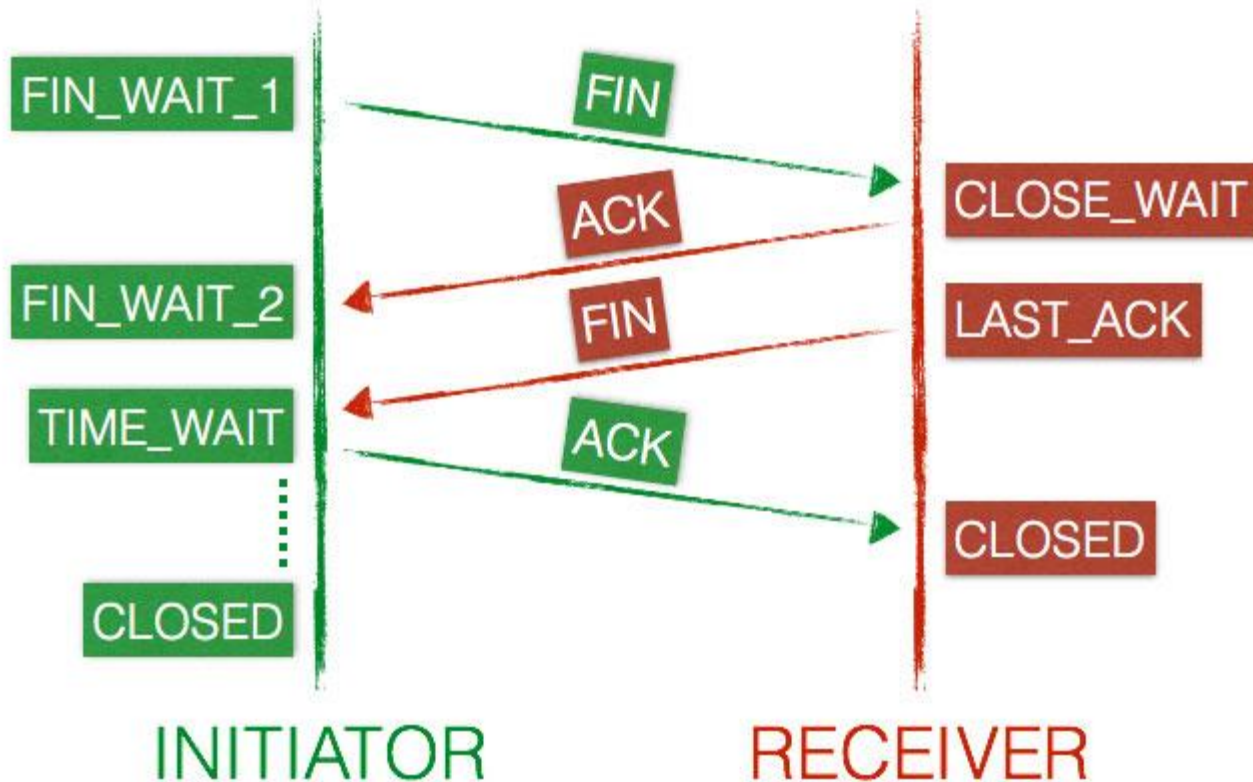 FIN_WAIT_1
FIN
CLOSE_WAIT
ACK
FIN_WAIT_2
FIN
LAST_ACK
TIME_WAIT
ACK
CLOSED
CLOSED
INITIATOR
RECEIVER